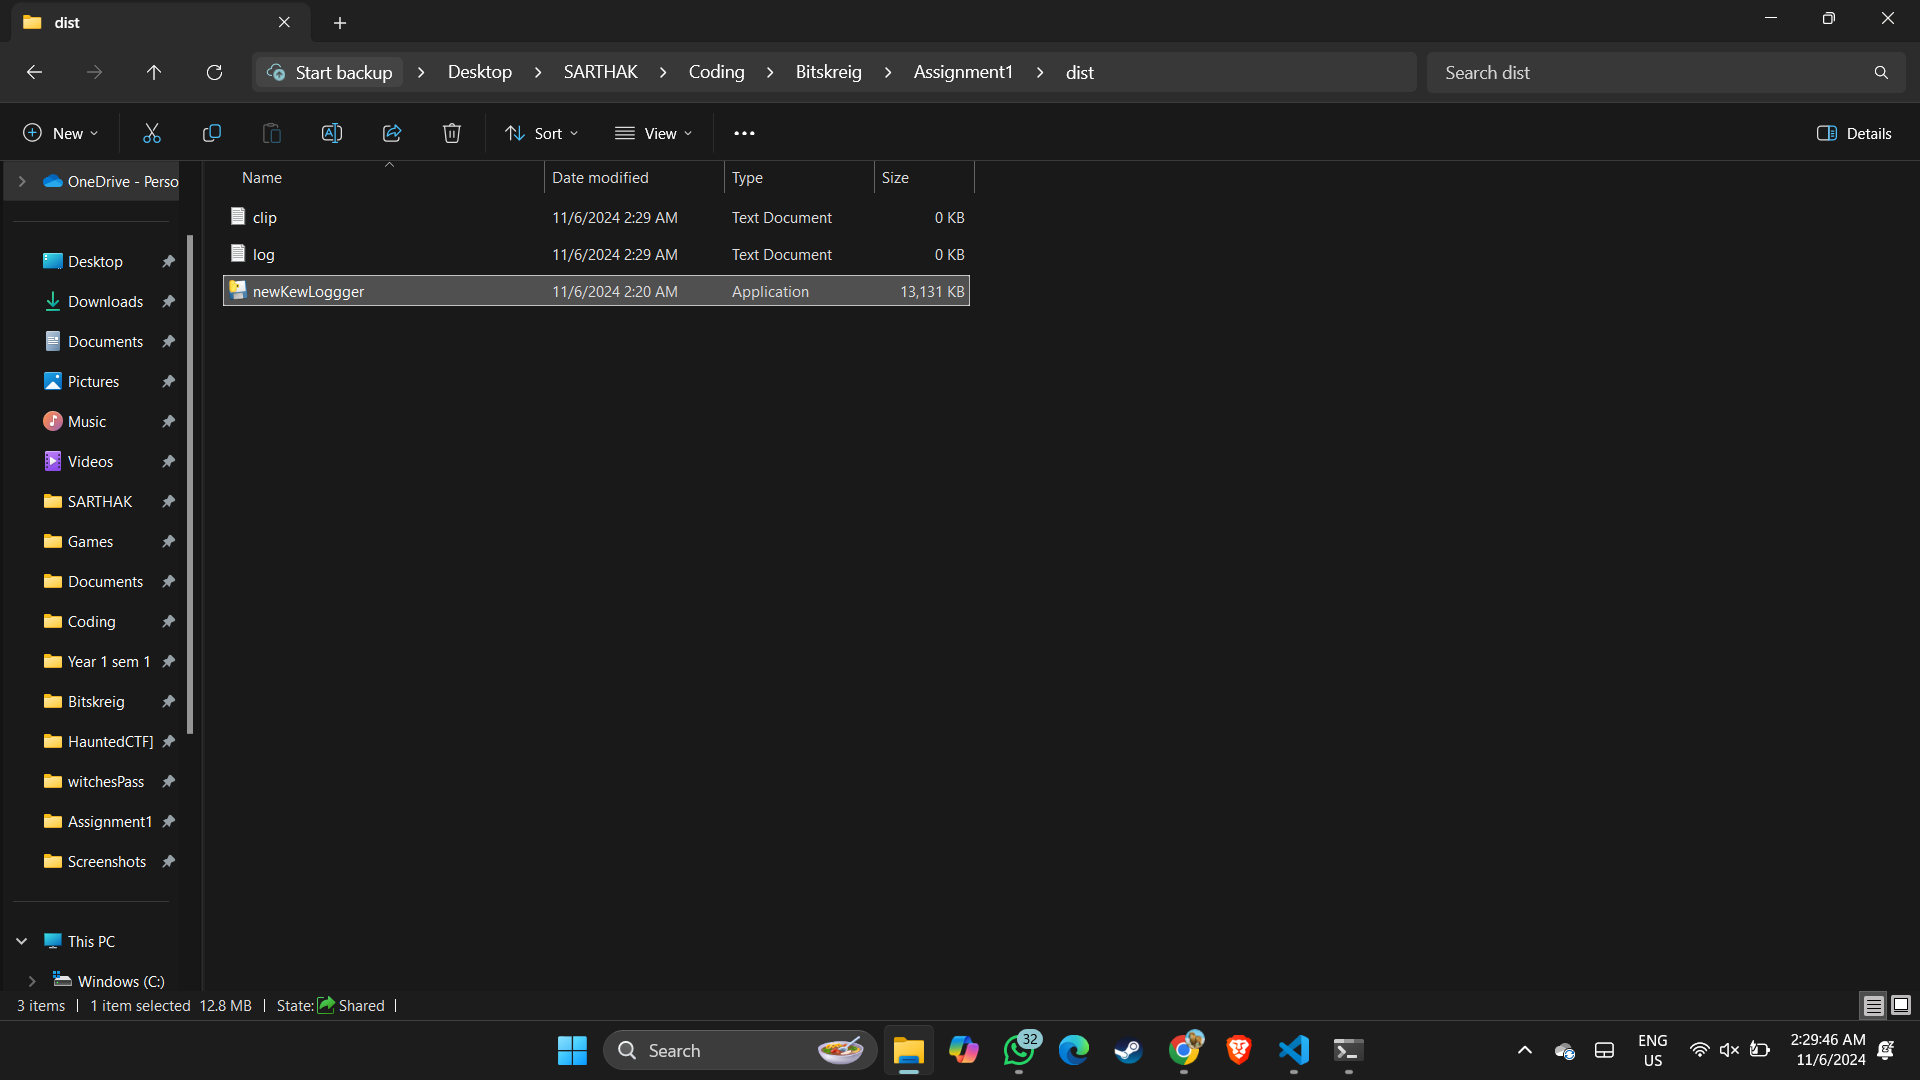 dist
Start backup > Desktop > SARTHAK > Coding > Bitskreig > Assignment1 > dist
Search dist
New
Sort
View
Details
OneDrive - Perso
Desktop
Downloads
Documents
Pictures
Music
Videos
SARTHAK
Games
Documents
Coding
Year 1 sem 1
Bitskreig
HauntedCTF]
witchesPass
Assignment1
Screenshots
This PC
Windows (C:)
Name Date modified Type Size
clip 11/6/2024 2:29 AM Text Document 0 KB
log 11/6/2024 2:29 AM Text Document 0 KB
newKewLoggger 11/6/2024 2:20 AM Application 13,131 KB
3 items | 1 item selected 12.8 MB | State: Shared |
Search
32
ENG
US
2:29:46 AM
11/6/2024